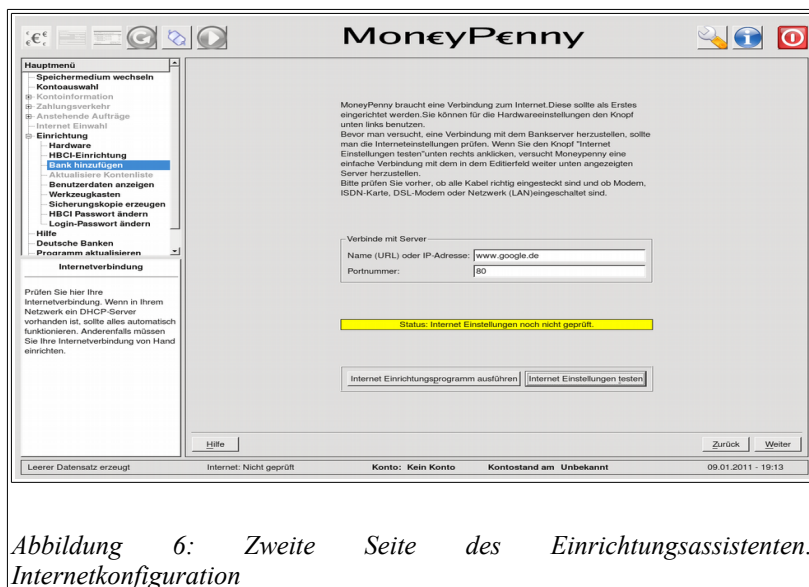 Mon€yP€nny
Hauptmenü
Speichermedium wechseln
Kontoauswahl
Kontoinformation
Zahlungsverkehr
Anstehende Aufträge
Internet Einwahl
Einrichtung
Hardware
HBCI-Einrichtung
Bank hinzufügen
Aktualisiere Kontenliste
Benutzerdaten anzeigen
Werkzeugkasten
Sicherungskopie erzeugen
HBCI Passwort ändern
Login-Passwort ändern
Hilfe
Deutsche Banken
Programm aktualisieren
Internetverbindung
Prüfen Sie hier Ihre
Internetverbindung. Wenn in Ihrem
Netzwerk ein DHCP-Server
vorhanden ist, sollte alles automatisch
funktionieren. Anderenfalls müssen
Sie Ihre Internetverbindung von Hand
einrichten.
MoneyPenny braucht eine Verbindung zum Internet.Diese sollte als Erstes
eingerichtet werden.Sie können für die Hardwareeinstellungen den Knopf
unten links benutzen.
Bevor man versucht, eine Verbindung mit dem Bankserver herzustellen, sollte
man die Interneteinstellungen prüfen. Wenn Sie den Knopf "Internet
Einstellungen testen"unten rechts anklicken, versucht Moneypenny eine
einfache Verbindung mit dem in dem Editierfeld weiter unten angezeigten
Server herzustellen.
Bitte prüfen Sie vorher, ob alle Kabel richtig eingesteckt sind und ob Modem,
ISDN-Karte, DSL-Modem oder Netzwerk (LAN)eingeschaltet sind.
Verbinde mit Server
Name (URL) oder IP-Adresse: www.google.de
Portnummer: 80
Status: Internet Einstellungen noch nicht geprüft.
Internet Einrichtungsprogramm ausführen Internet Einstellungen testen
Hilfe Zurück Weiter
Leerer Datensatz erzeugt Internet: Nicht geprüft Konto: Kein Konto Kontostand am Unbekannt 09.01.2011 - 19:13
Abbildung 6: Zweite Seite des Einrichtungsassistenten.
Internetkonfiguration